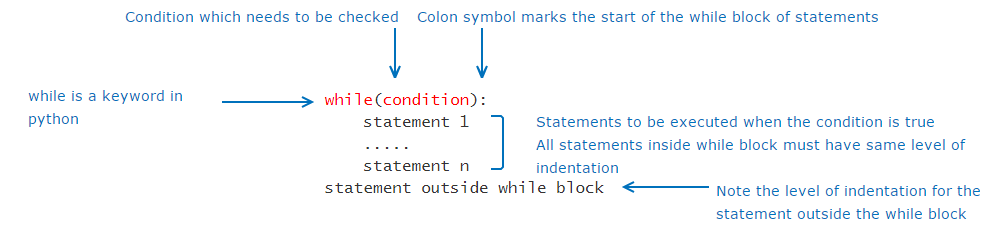 Condition which needs to be checked
Colon symbol marks the start of the while block of statements
while is a keyword in
python
while(condition):
statement 1
.....
statement n
statement outside while block
Statements to be executed when the condition is true
All statements inside while block must have same level of
indentation
Note the level of indentation for the
statement outside the while block